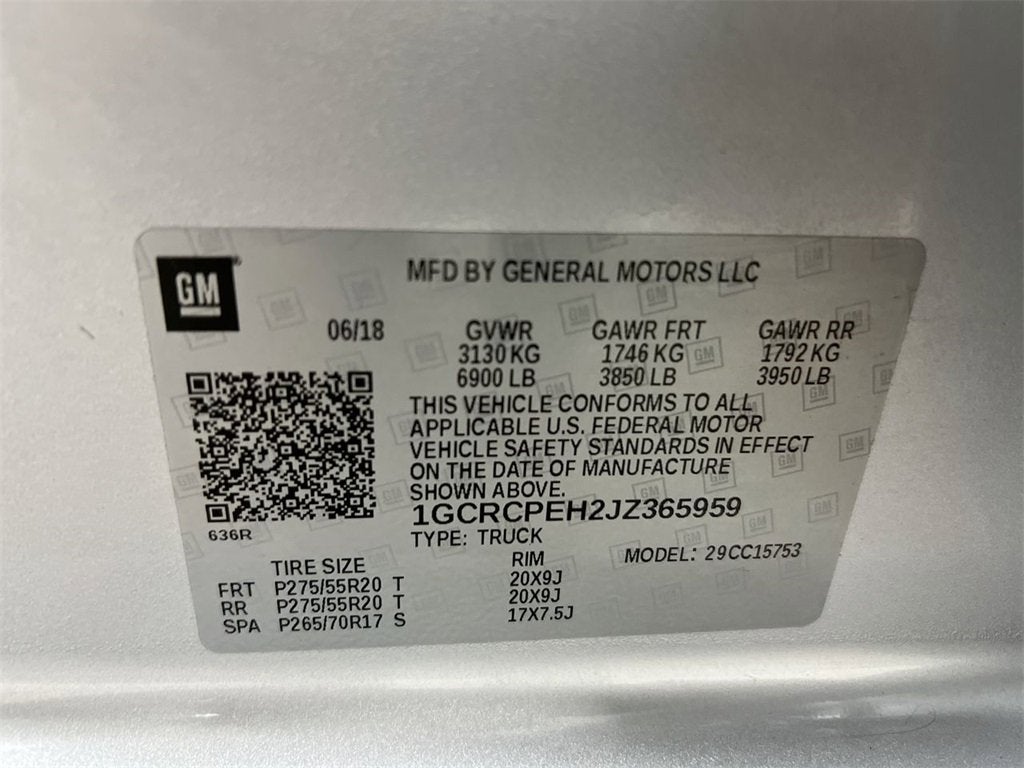 GM
MFD BY GENERAL MOTORS LLC
06/18 GVWR GAWR FRT GAWR RR
3130 KG 1746 KG 1792 KG
6900 LB 3850 LB 3950 LB
THIS VEHICLE CONFORMS TO ALL
APPLICABLE U.S. FEDERAL MOTOR
VEHICLE SAFETY STANDARDS IN EFFECT
ON THE DATE OF MANUFACTURE
SHOWN ABOVE.
1GCRCPEH2JZ365959
636R
TYPE: TRUCK
MODEL: 29CC15753
TIRE SIZE RIM
FRT P275/55R20 T 20X9J
RR P275/55R20 T 20X9J
SPA P265/70R17 S 17X7.5J